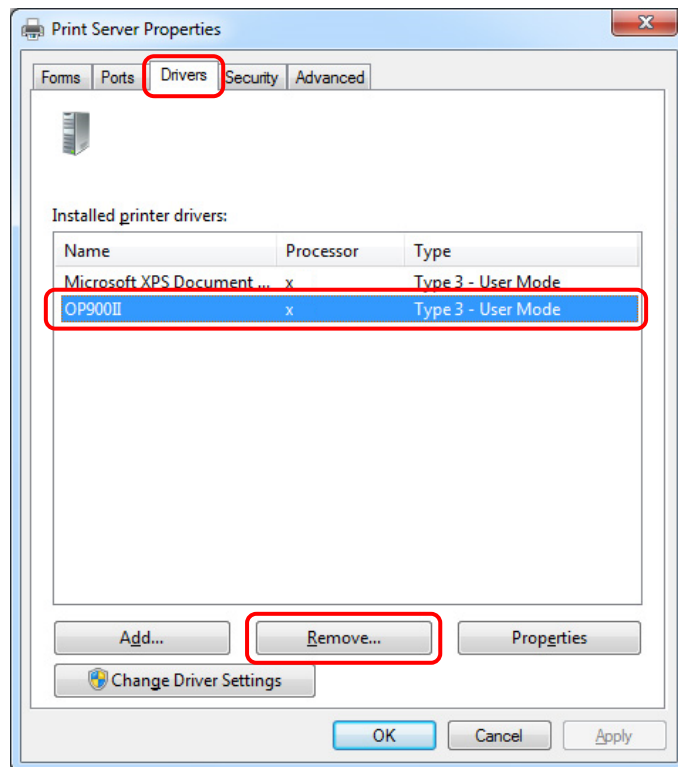 Print Server Properties
Forms Ports Drivers Security Advanced
Installed printer drivers:
Name Processor Type
Microsoft XPS Document ... x Type 3 - User Mode
OP900II x Type 3 - User Mode
Add... Remove... Properties
Change Driver Settings
OK Cancel Apply